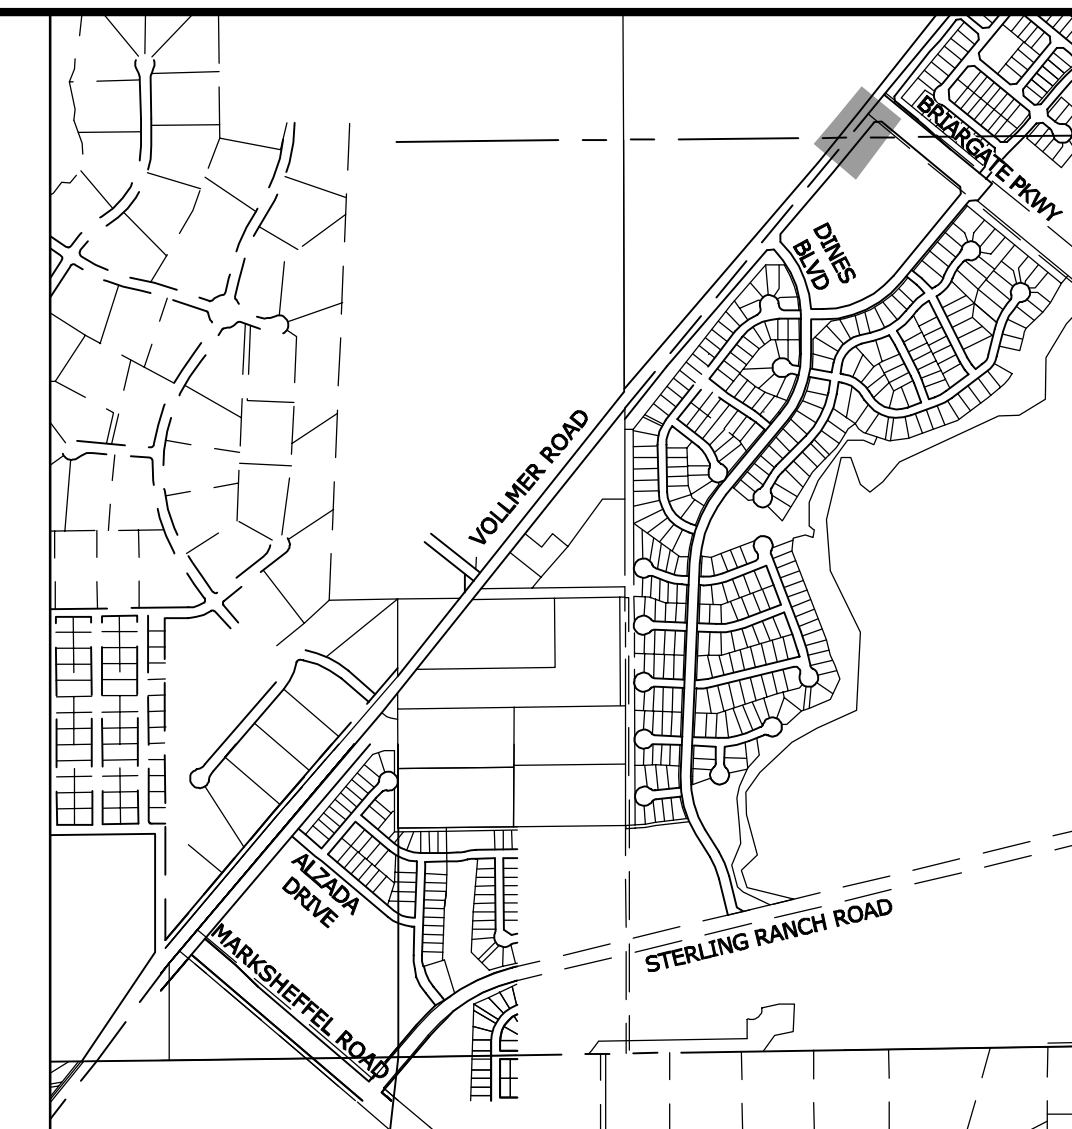 BRIARGATE PKWY
DINES
BLVD
VOLLMER ROAD
ALZADA
DRIVE
MARKSHEFFEL ROAD
STERLING RANCH ROAD